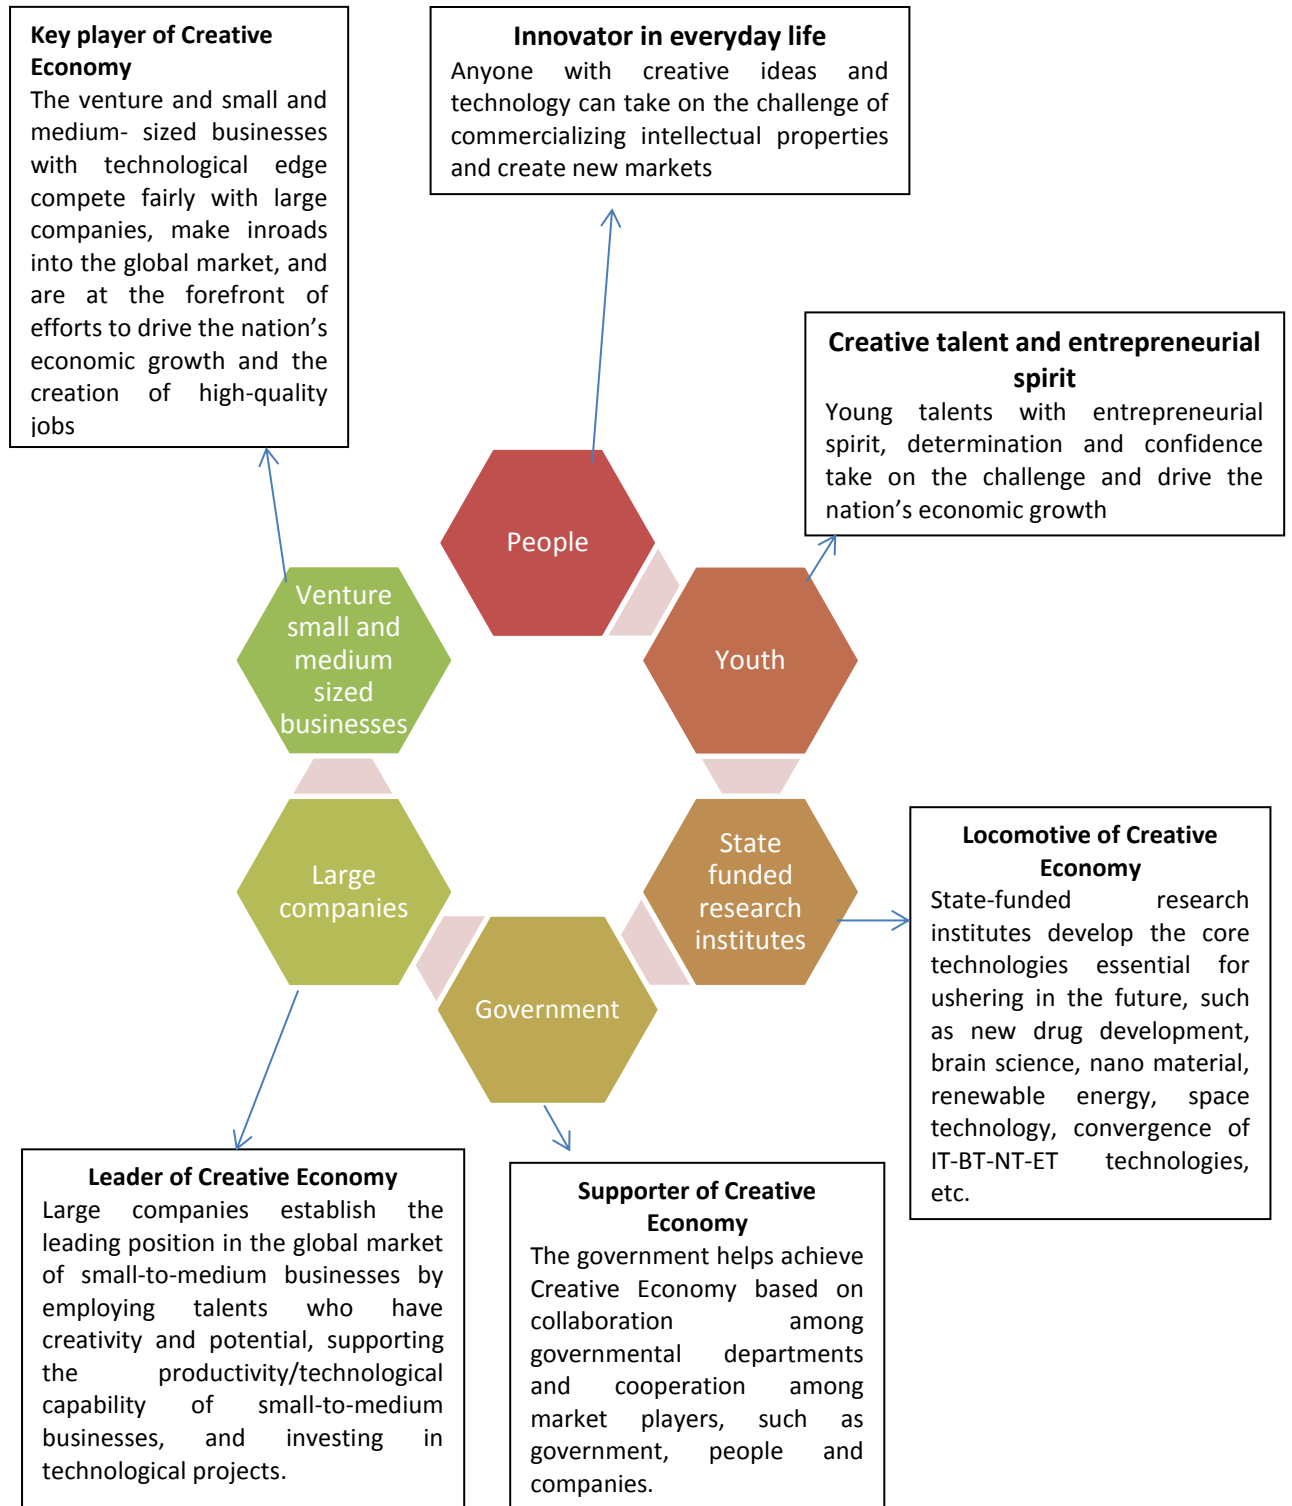 Key player of Creative
Economy
The venture and small and
medium- sized businesses
with technological edge
compete fairly with large
companies, make inroads
into the global market, and
are at the forefront of
efforts to drive the nation’s
economic growth and the
creation of high-quality
jobs
Innovator in everyday life
Anyone with creative ideas and
technology can take on the challenge of
commercializing intellectual properties
and create new markets
Creative talent and entrepreneurial
spirit
Young talents with entrepreneurial
spirit, determination and confidence
take on the challenge and drive the
nation’s economic growth
People
Venture
small and
medium
sized
businesses
Youth
Large
companies
State
funded
research
institutes
Government
Locomotive of Creative
Economy
State-funded research
institutes develop the core
technologies essential for
ushering in the future, such
as new drug development,
brain science, nano material,
renewable energy, space
technology, convergence of
IT-BT-NT-ET technologies,
etc.
Leader of Creative Economy
Large companies establish the
leading position in the global market
of small-to-medium businesses by
employing talents who have
creativity and potential, supporting
the productivity/technological
capability of small-to-medium
businesses, and investing in
technological projects.
Supporter of Creative
Economy
The government helps achieve
Creative Economy based on
collaboration among
governmental departments
and cooperation among
market players, such as
government, people and
companies.